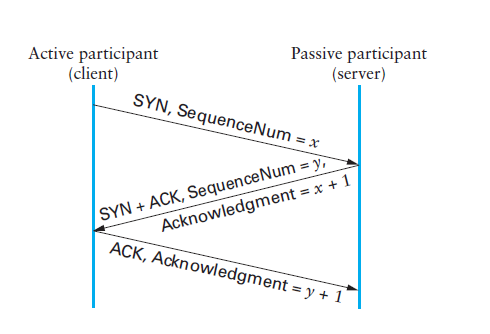 Active participant
(client)
Passive participant
(server)
SYN, SequenceNum = x
SYN + ACK, SequenceNum = y,
Acknowledgment = x + 1
ACK, Acknowledgment = y + 1